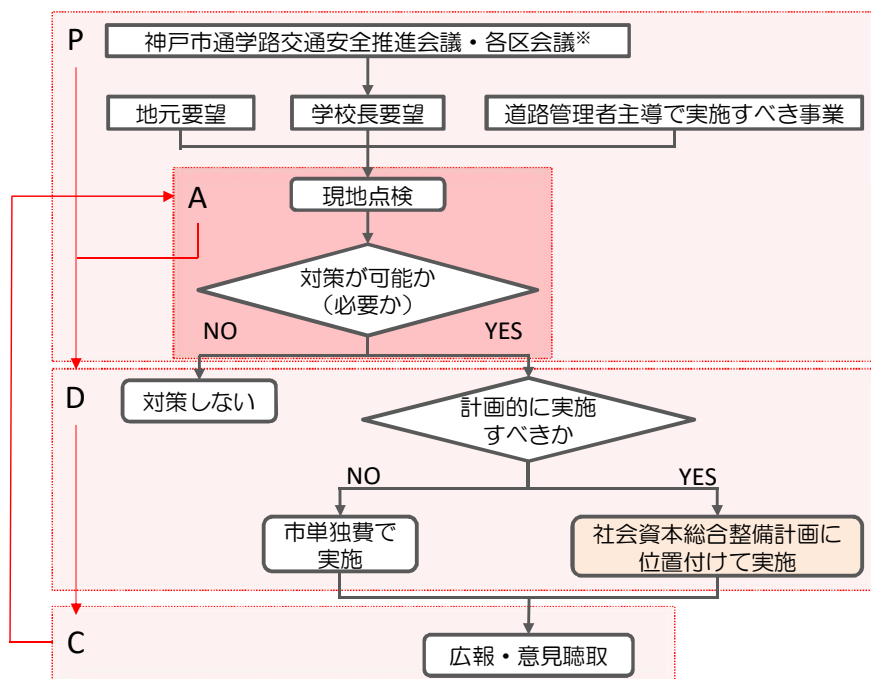 P
神戸市通学路交通安全推進会議・各区会議※
地元要望
学校長要望
道路管理者主導で実施すべき事業
A
現地点検
対策が可能か
（必要か）
NO
YES
D
対策しない
計画的に実施
すべきか
NO
YES
市単独費で
実施
社会資本総合整備計画に
位置付けて実施
C
広報・意見聴取